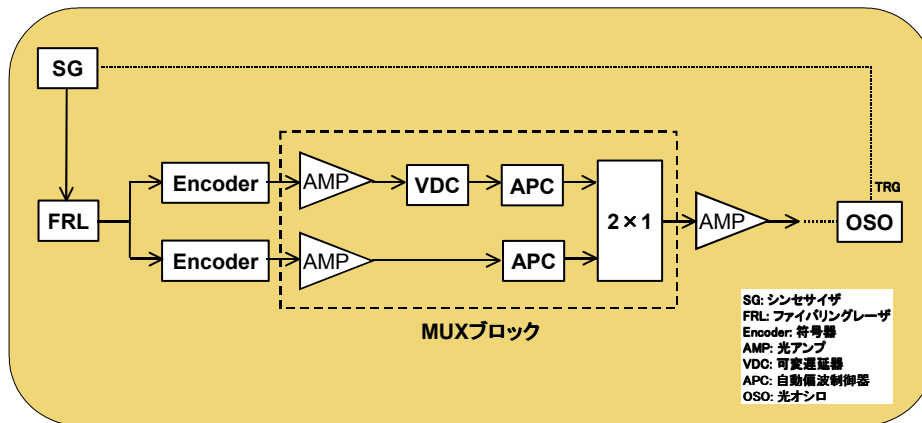 SG
TRG
Encoder
AMP
VDC
APC
FRL
2×1
AMP
OSO
Encoder
AMP
APC
MUXブロック
SG: シンセサイザ
FRL: ファイバリングレーザ
Encoder: 符号器
AMP: 光アンプ
VDC: 可変遅延器
APC: 自動偏波制御器
OSO: 光オシロ